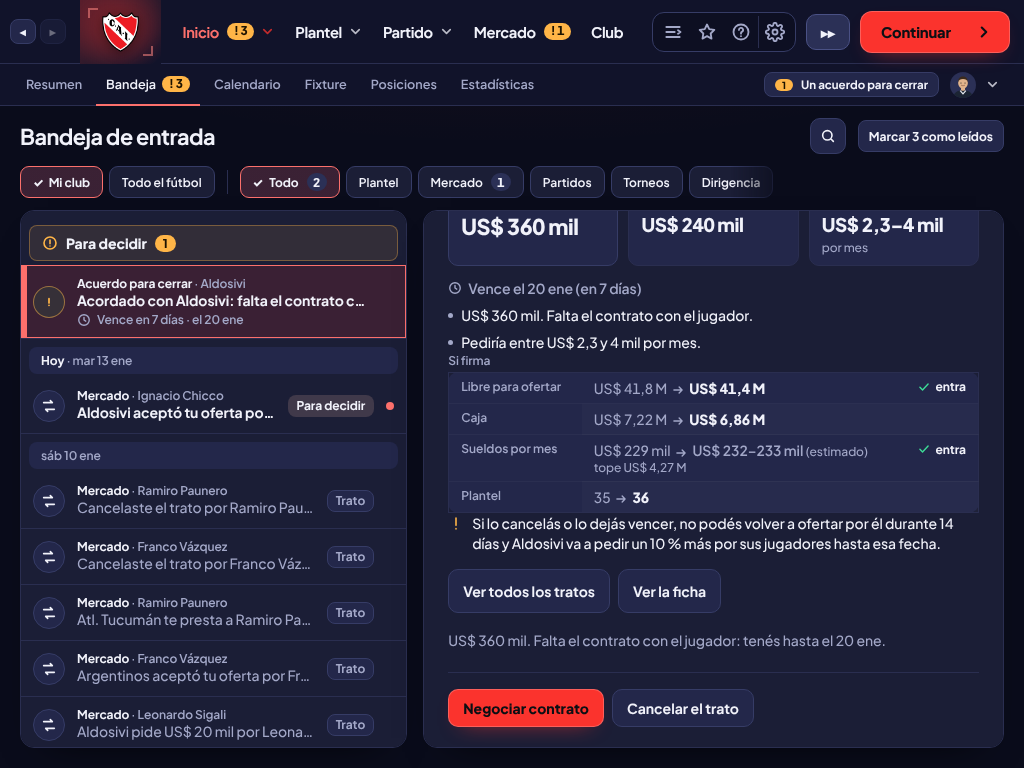 Inicio
! 3
Plantel
Partido
Mercado
! 1
Club
Continuar
C.A.I.
Resumen
Bandeja
! 3
Calendario
Fixture
Posiciones
Estadísticas
1 Un acuerdo para cerrar
Bandeja de entrada
Marcar 3 como leídos
Mi club
Todo el fútbol
Todo 2
Plantel
Mercado 1
Partidos
Torneos
Dirigencia
Para decidir 1
! Acuerdo para cerrar · Aldosivi
Acordado con Aldosivi: falta el contrato c…
Vence en 7 días · el 20 ene
Hoy · mar 13 ene
Mercado · Ignacio Chicco
Aldosivi aceptó tu oferta po…
Para decidir
sáb 10 ene
Mercado · Ramiro Paunero
Cancelaste el trato por Ramiro Pau…
Trato
Mercado · Franco Vázquez
Cancelaste el trato por Franco Váz…
Trato
Mercado · Ramiro Paunero
Atl. Tucumán te presta a Ramiro Pa…
Trato
Mercado · Franco Vázquez
Argentinos aceptó tu oferta por Fr…
Trato
Mercado · Leonardo Sigali
Aldosivi pide US$ 20 mil por Leona…
Trato
US$ 360 mil
US$ 240 mil
US$ 2,3–4 mil
por mes
Vence el 20 ene (en 7 días)
• US$ 360 mil. Falta el contrato con el jugador.
• Pediría entre US$ 2,3 y 4 mil por mes.
Si firma
Libre para ofertar US$ 41,8 M → US$ 41,4 M ✓ entra
Caja US$ 7,22 M → US$ 6,86 M
Sueldos por mes US$ 229 mil → US$ 232–233 mil (estimado) ✓ entra
tope US$ 4,27 M
Plantel 35 → 36
! Si lo cancelás o lo dejás vencer, no podés volver a ofertar por él durante 14
días y Aldosivi va a pedir un 10 % más por sus jugadores hasta esa fecha.
Ver todos los tratos
Ver la ficha
US$ 360 mil. Falta el contrato con el jugador: tenés hasta el 20 ene.
Negociar contrato
Cancelar el trato